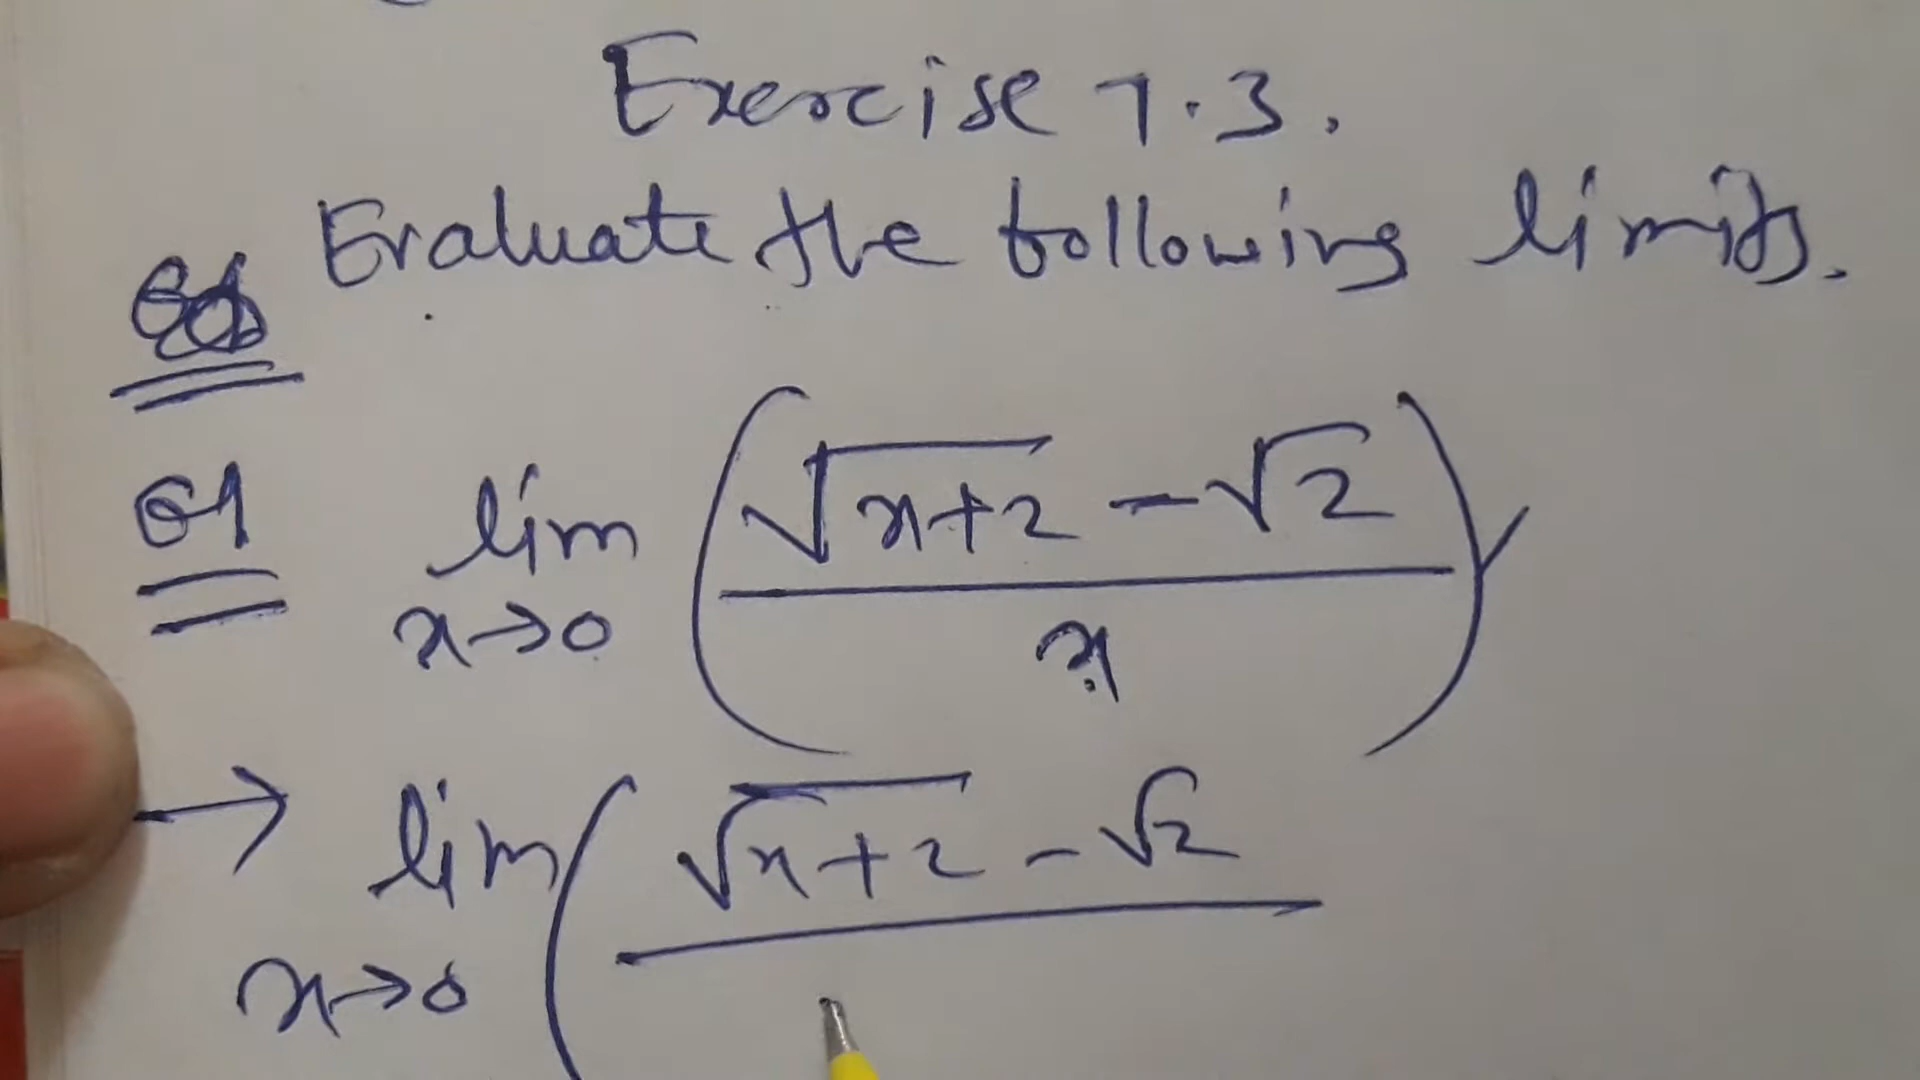 Exercise 7.3.
Evaluate the following limits.
Q1 lim x→0 (√(x+2) - √2 / x)
→ lim x→0 (√(x+2) - √2